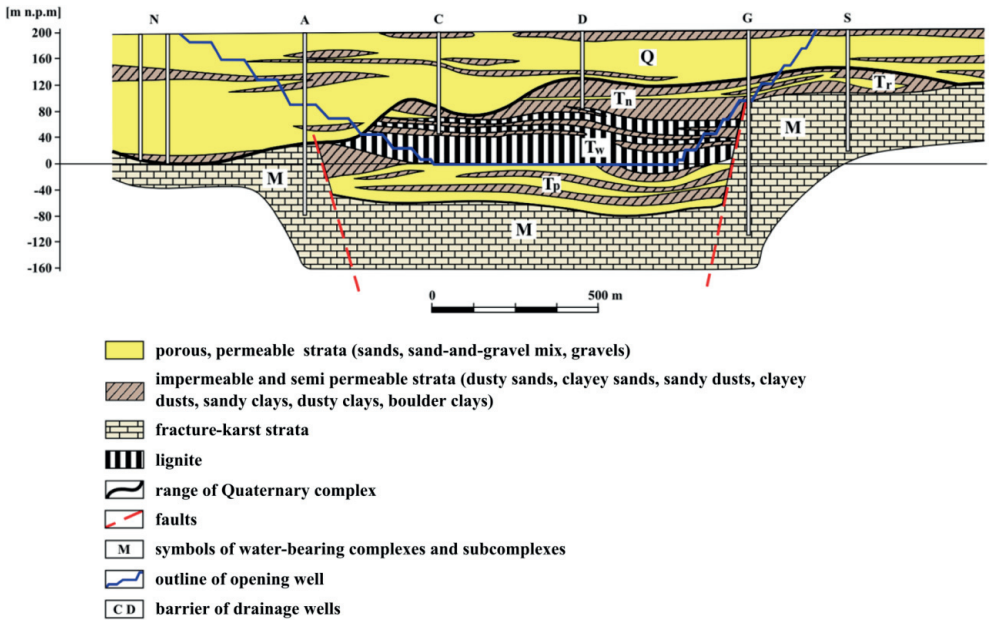 [m n.p.m]
N A C D G S
200
160
120
80
40
0
-40
-80
-120
-160
Q
Tn
Tr
M
Tw
M
Tp
M
0 500 m
porous, permeable strata (sands, sand-and-gravel mix, gravels)
impermeable and semi permeable strata (dusty sands, clayey sands, sandy dusts, clayey
dusts, sandy clays, dusty clays, boulder clays)
fracture-karst strata
lignite
range of Quaternary complex
faults
M symbols of water-bearing complexes and subcomplexes
outline of opening well
C D barrier of drainage wells